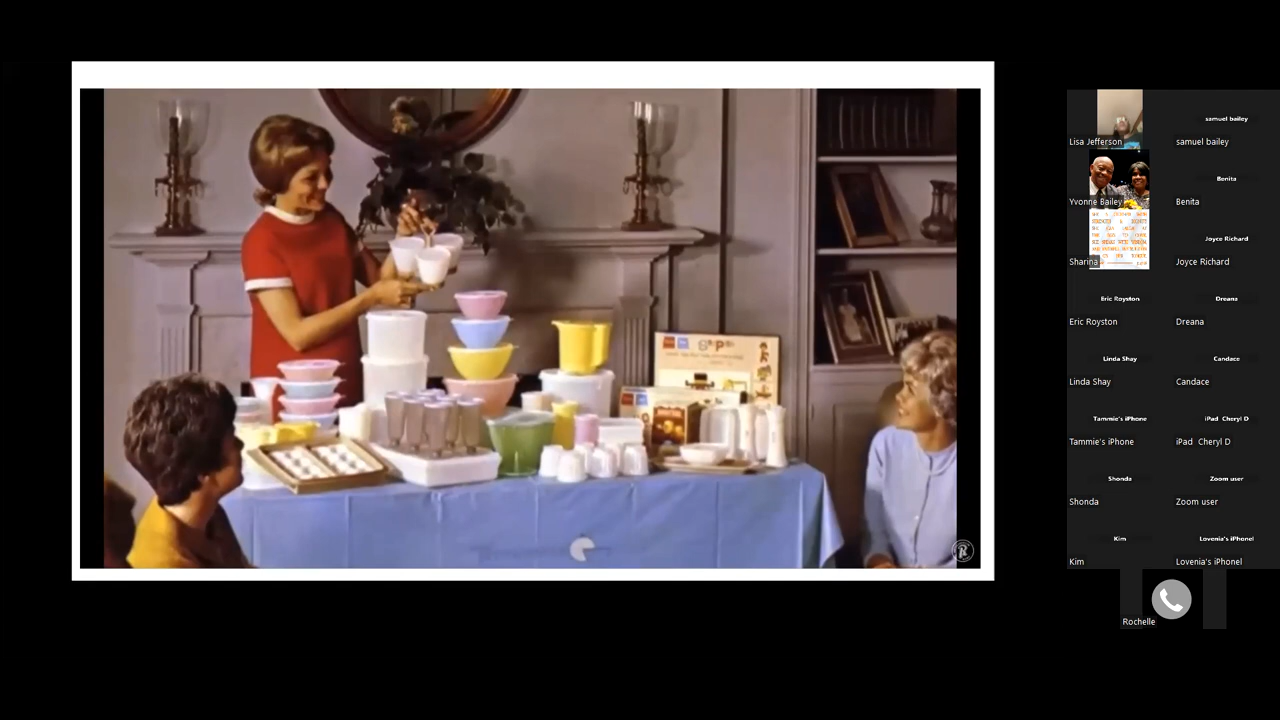 Lisa Jefferson
samuel bailey
samuel bailey
Yvonne Bailey
Benita
Benita
Sharina
Joyce Richard
Joyce Richard
Eric Royston
Eric Royston
Dreana
Dreana
Linda Shay
Linda Shay
Candace
Candace
Tammie's iPhone
Tammie's iPhone
iPad Cheryl D
iPad Cheryl D
Shonda
Shonda
Zoom user
Zoom user
Kim
Kim
Lovenia's iPhonel
Lovenia's iPhonel
Rochelle
R